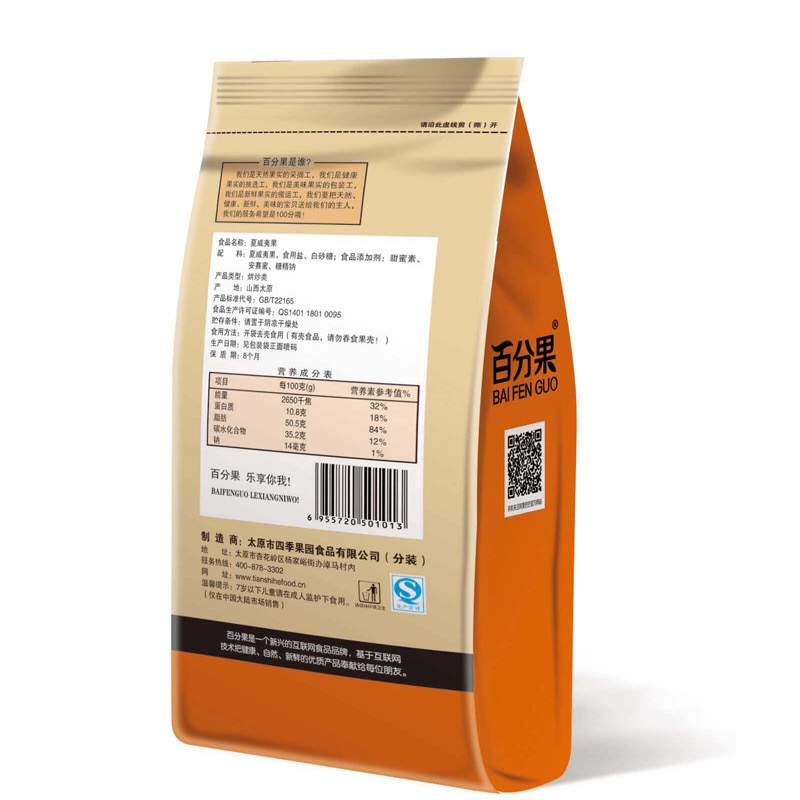 请沿此虚线剪（撕）开
百分果是谁？
我们是天然果实的采摘工，我们是健康
果实的挑选工，我们是美味果实的包装工，
我们是新鲜果实的搬运工，我们要把天然、
健康、新鲜、美味的宝贝送给我们的主人，
我们的服务希望是100分哦！
食品名称：夏威夷果
配 料：夏威夷果、食用盐、白砂糖；食品添加剂：甜蜜素、
安赛蜜、糖精钠
产品类型：烘炒类
产 地：山西太原
产品标准代号：GB/T22165
食品生产许可证编号：QS1401 1801 0095
贮存条件：请置于阴凉干燥处
食用方法：开袋去壳食用（有壳食品，请勿吞食果壳！）
生产日期：见包装袋正面喷码
保 质 期：8个月
营养成分表
项目 每100克(g) 营养素参考值%
能量 2650千焦 32%
蛋白质 10.8克 18%
脂肪 50.5克 84%
碳水化合物 35.2克 12%
钠 14毫克 1%
百分果 乐享你我！
BAIFENGUO LEXIANGNIWO!
6 955720 501013
制 造 商：太原市四季果园食品有限公司（分装）
地 址：太原市杏花岭区杨家峪街办淖马村内
服务热线：400-878-3302
网 址：www.tianshihefood.cn
温馨提示：7岁以下儿童请在成人监护下食用。
（仅在中国大陆市场销售）
百分果是一个新兴的互联网食品品牌，基于互联网
技术把健康、自然、新鲜的优质产品奉献给每位朋友。
百分果®
BAI FEN GUO